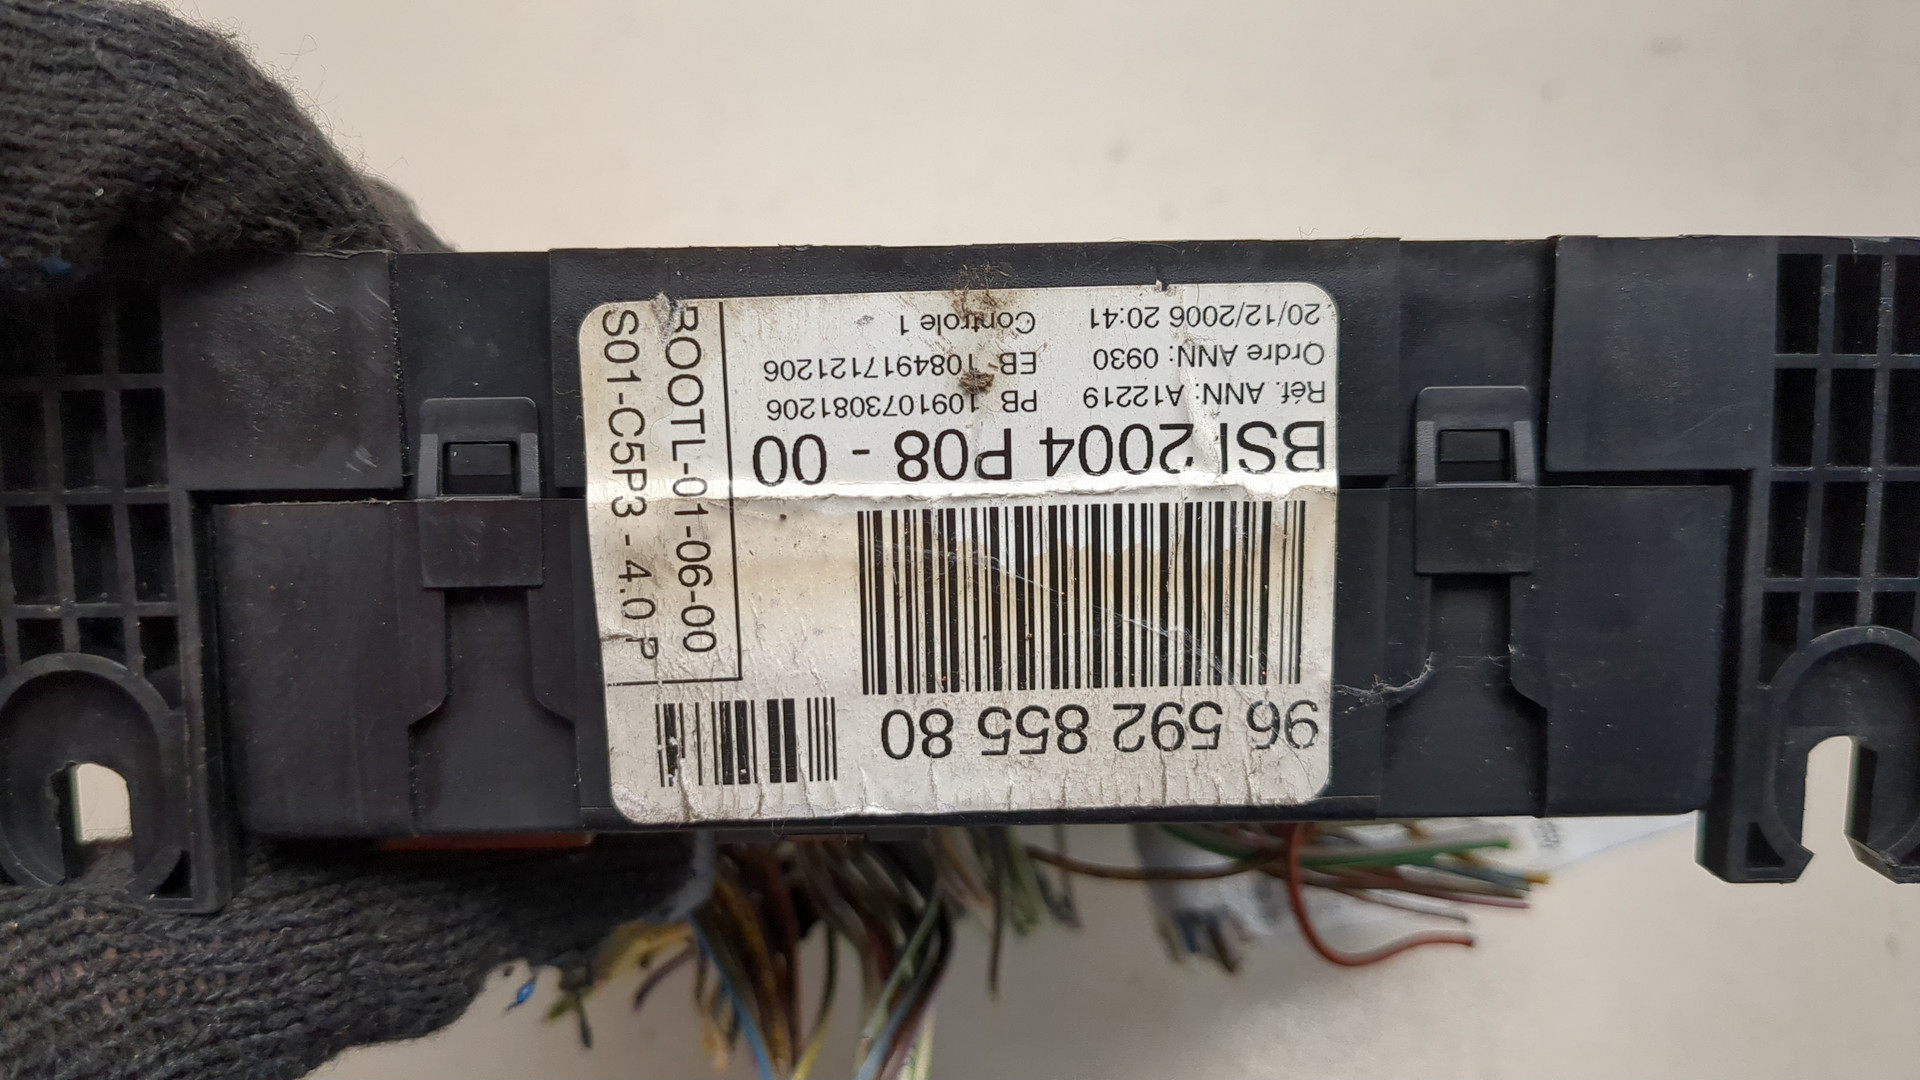 96 592 855 80
BSI 2004 P08 - 00
Réf. ANN: A12219 PB 1091073081206
Ordre ANN: 0930 EB 1084917121206
20/12/2006 20:41 Controle 1
BOOTL-01-06-00
S01-C5P3 - 4.0 P